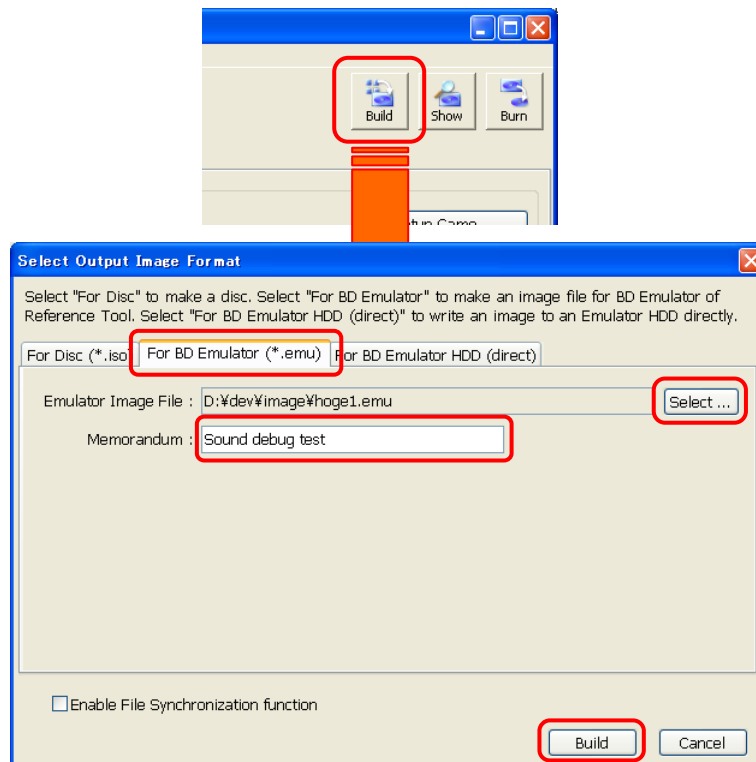 Build Show Burn
Select Output Image Format
Select "For Disc" to make a disc. Select "For BD Emulator" to make an image file for BD Emulator of
Reference Tool. Select "For BD Emulator HDD (direct)" to write an image to an Emulator HDD directly.
For Disc (*.iso) For BD Emulator (*.emu) For BD Emulator HDD (direct)
Emulator Image File : D:¥dev¥image¥hoge1.emu Select ...
Memorandum : Sound debug test
Enable File Synchronization function
Build Cancel